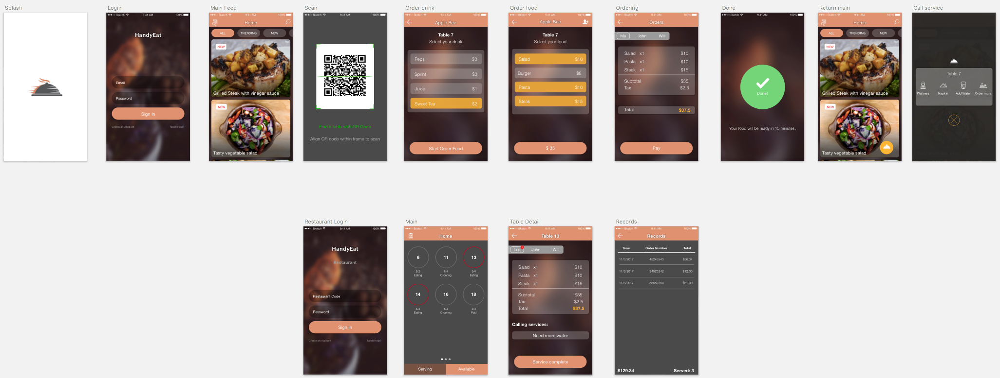 Splash
Login
Main Feed
Scan
Order drink
Order food
Ordering
Done
Return main
Call service
Sketch 9:41 AM 100%
HandyEat
Email
Password
Sign In
Create an Account Need Help?
Sketch 9:41 AM 100%
Home
ALL TRENDING NEW
NEW
Grilled Steak with vinegar sauce
NEW
Tasty vegetable salad
Sketch 9:41 AM 100%
Find a table with QR Code
Align QR code within frame to scan
Sketch 9:41 AM 100%
Apple Bee
Table 7
Select your drink
Pepsi $3
Sprint $3
Juice $1
Sweet Tea $2
Start Order Food
Sketch 9:41 AM 100%
Apple Bee
Table 7
Select your food
Salad $10
Burger $8
Pasta $10
Steak $15
$ 35
Sketch 9:41 AM 100%
Orders
Me John Will
Salad x1 $10
Pasta x1 $10
Steak x1 $15
Subtotal $35
Tax $2.5
Total $37.5
Pay
Sketch 9:41 AM 100%
Done!
Your food will be ready in 15 minutes.
Sketch 9:41 AM 100%
Home
ALL TRENDING NEW
NEW
Grilled Steak with vinegar sauce
NEW
Tasty vegetable salad
Sketch 9:41 AM 100%
Table 7
Waitress Napkin Add Water Order more
Restaurant Login
Main
Table Detail
Records
Sketch 9:41 AM 100%
HandyEat
Restaurant
Restaurant Code
Password
Sign In
Create an Account Need Help?
Sketch 9:41 AM 100%
Home
6 11 13
2/2 1/4 3/4
Eating Ordering Eating
14 16 18
4/4 1/4 2/4
Eating Ordering Paid
Serving Available
Sketch 9:41 AM 100%
Table 13
Lee 1 John Will
Salad x1 $10
Pasta x1 $10
Steak x1 $15
Subtotal $35
Tax $2.5
Total $37.5
Calling services:
Need more water
Service complete
Sketch 9:41 AM 100%
Records
Time Order Number Total
11/3/2017 45243543 $56.34
11/3/2017 34525242 $12.00
11/3/2017 53652354 $61.00
$129.34 Served: 3